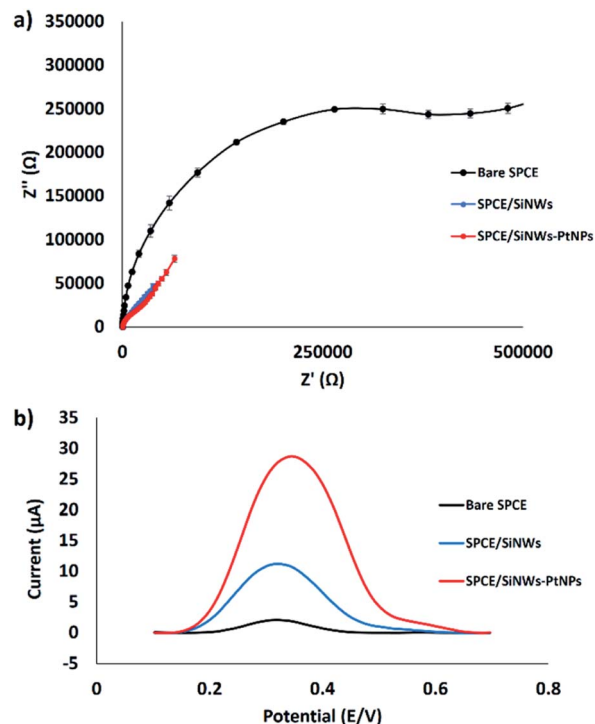 a)
350000
300000
250000
200000
150000
100000
50000
0
Z'' (Ω)
0
250000
500000
Z' (Ω)
Bare SPCE
SPCE/SiNWs
SPCE/SiNWs-PtNPs
b)
35
30
25
20
15
10
5
0
-5
Current (µA)
0
0.2
0.4
0.6
0.8
Potential (E/V)
Bare SPCE
SPCE/SiNWs
SPCE/SiNWs-PtNPs